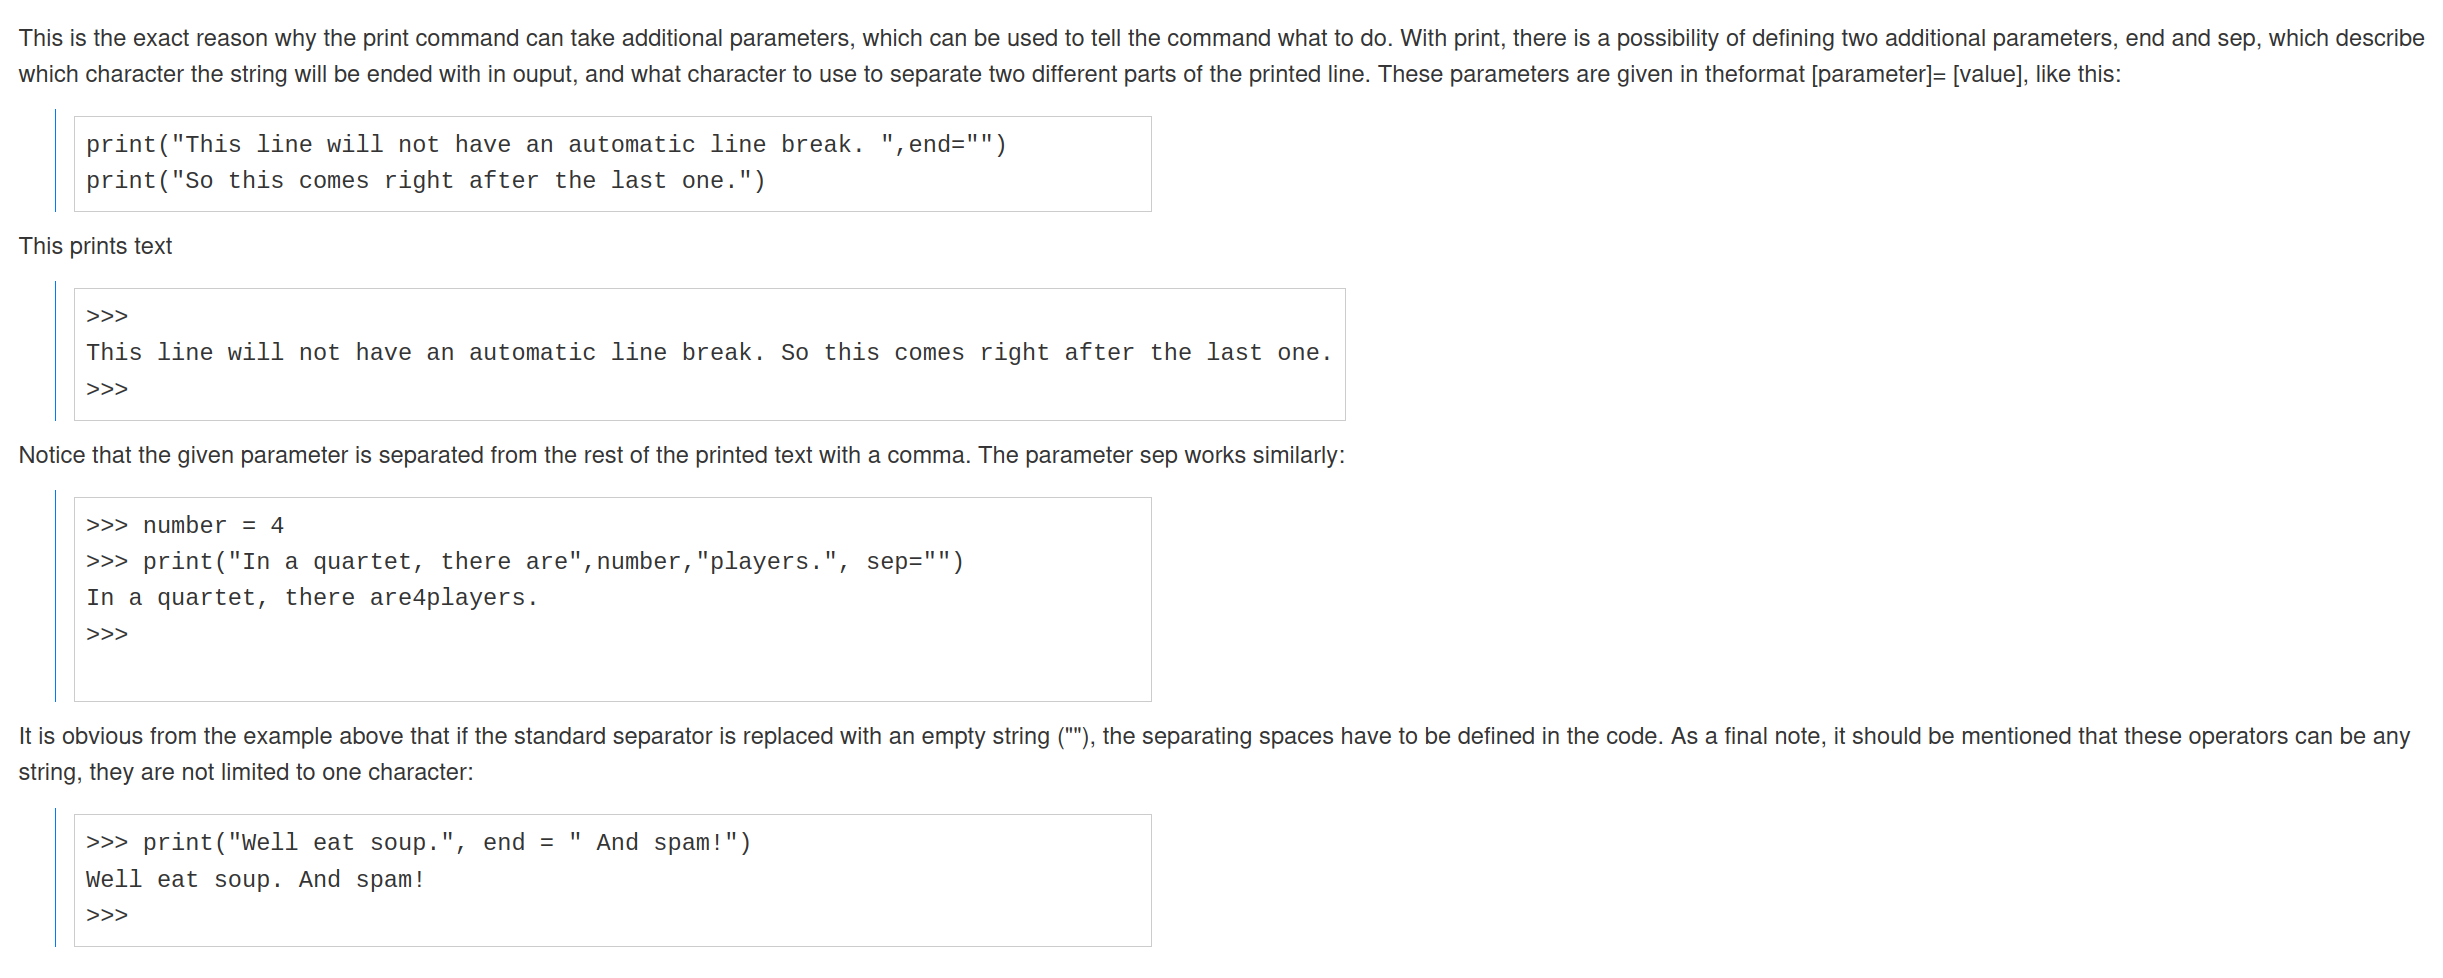 This is the exact reason why the print command can take additional parameters, which can be used to tell the command what to do. With print, there is a possibility of defining two additional parameters, end and sep, which describe
which character the string will be ended with in ouput, and what character to use to separate two different parts of the printed line. These parameters are given in theformat [parameter]= [value], like this:
print("This line will not have an automatic line break. ",end="")
print("So this comes right after the last one.")
This prints text
>>>
This line will not have an automatic line break. So this comes right after the last one.
>>>
Notice that the given parameter is separated from the rest of the printed text with a comma. The parameter sep works similarly:
>>> number = 4
>>> print("In a quartet, there are",number,"players.", sep="")
In a quartet, there are4players.
>>>
It is obvious from the example above that if the standard separator is replaced with an empty string (""), the separating spaces have to be defined in the code. As a final note, it should be mentioned that these operators can be any
string, they are not limited to one character:
>>> print("Well eat soup.", end = " And spam!")
Well eat soup. And spam!
>>>